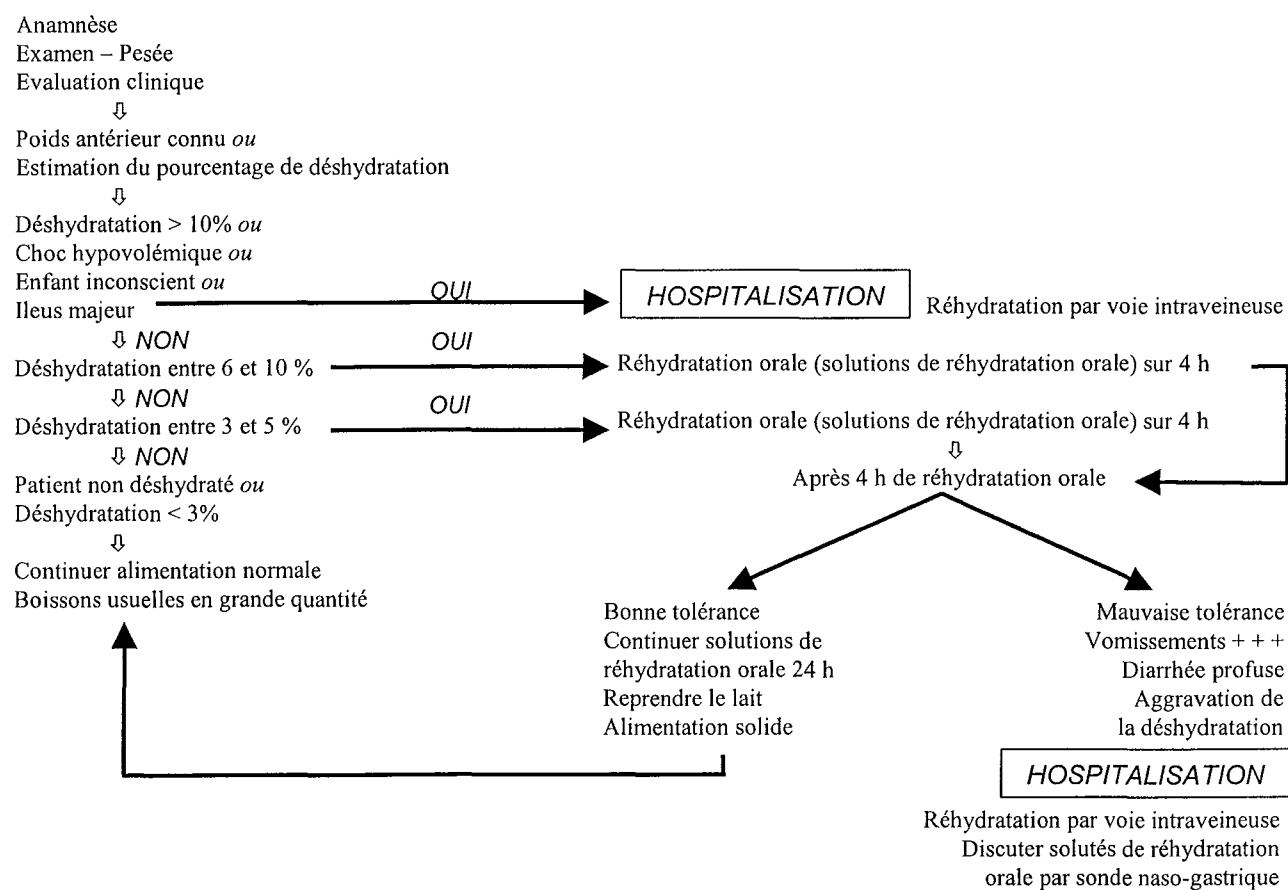 Anamnèse
Examen – Pesée
Evaluation clinique
⇩
Poids antérieur connu ou
Estimation du pourcentage de déshydratation
⇩
Déshydratation > 10% ou
Choc hypovolémique ou
Enfant inconscient ou
Ileus majeur
OUI
HOSPITALISATION
Réhydratation par voie intraveineuse
⇩ NON
Déshydratation entre 6 et 10 %
OUI
Réhydratation orale (solutions de réhydratation orale) sur 4 h
⇩ NON
Déshydratation entre 3 et 5 %
OUI
Réhydratation orale (solutions de réhydratation orale) sur 4 h
⇩
Après 4 h de réhydratation orale
⇩ NON
Patient non déshydraté ou
Déshydratation < 3%
⇩
Continuer alimentation normale
Boissons usuelles en grande quantité
Bonne tolérance
Continuer solutions de
réhydratation orale 24 h
Reprendre le lait
Alimentation solide
Mauvaise tolérance
Vomissements + + +
Diarrhée profuse
Aggravation de
la déshydratation
HOSPITALISATION
Réhydratation par voie intraveineuse
Discuter solutés de réhydratation
orale par sonde naso-gastrique